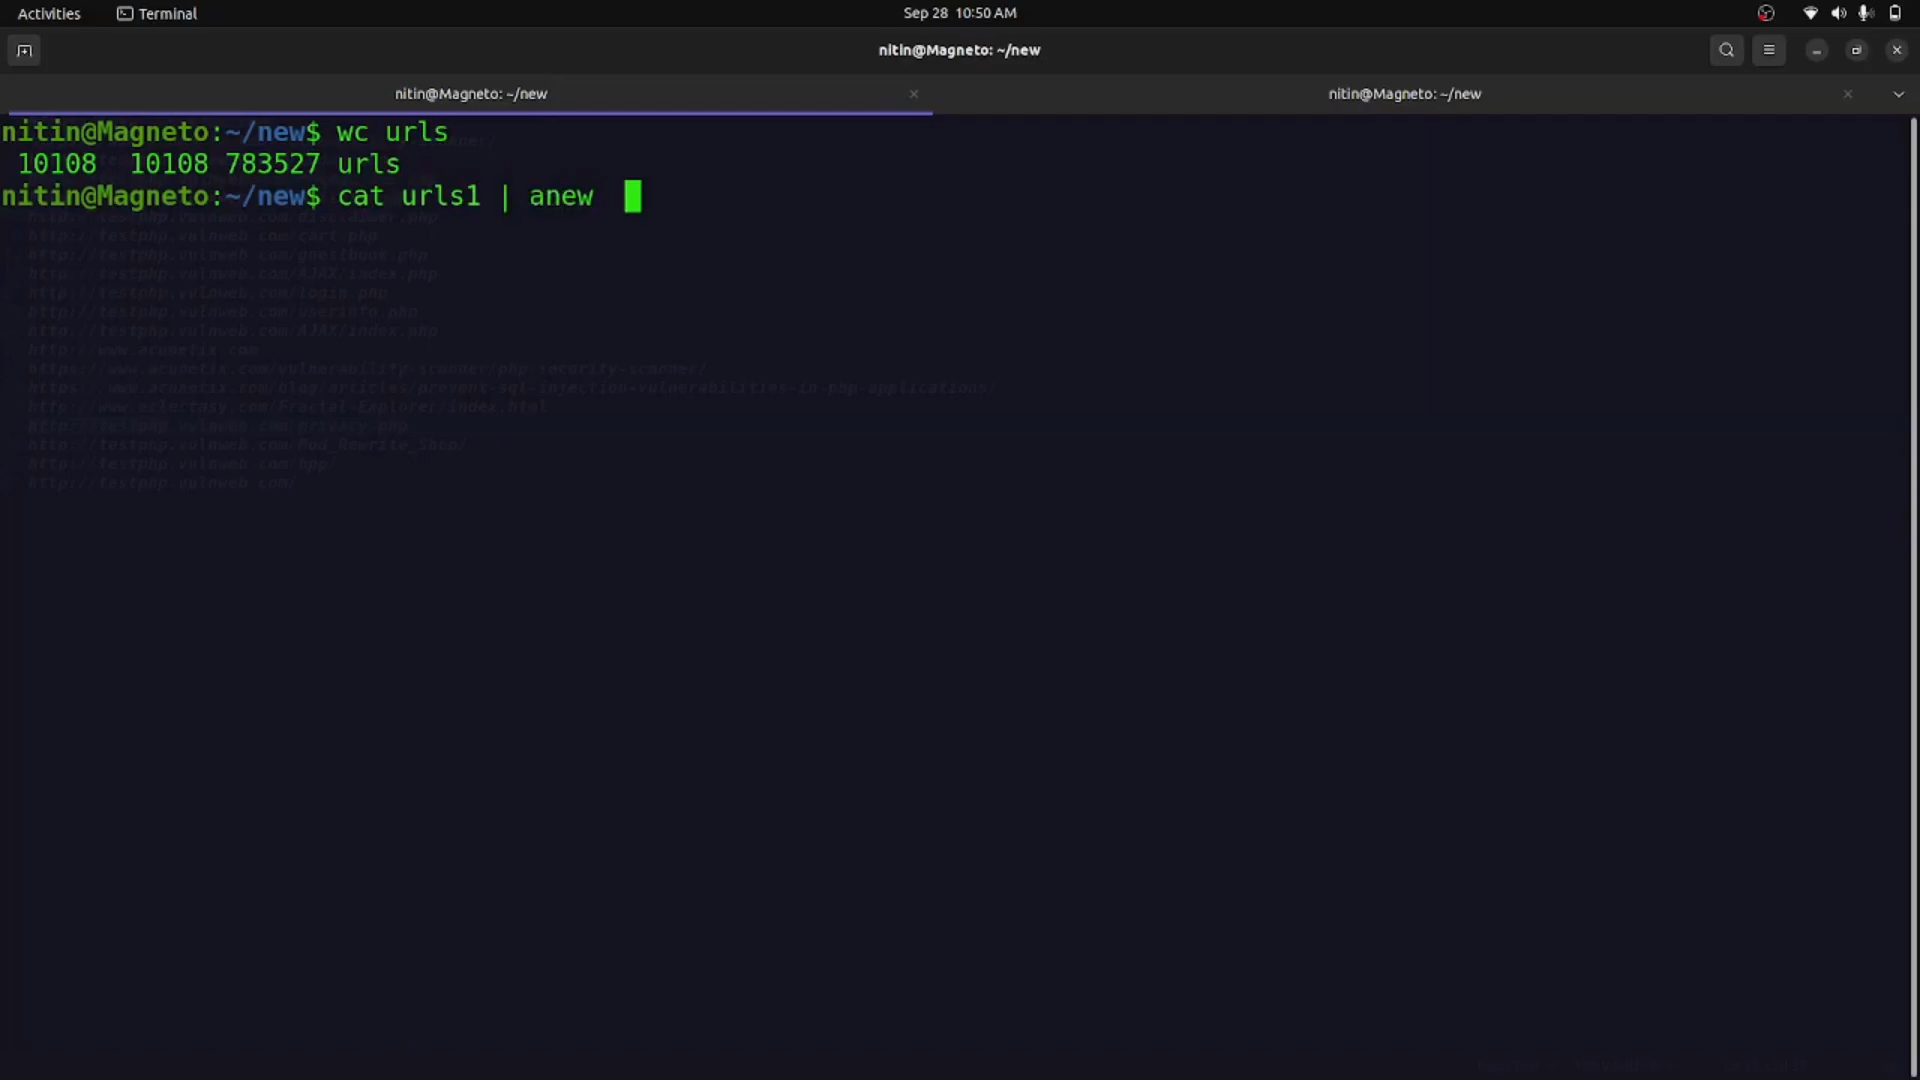 Activities Terminal Sep 28 10:50 AM
nitin@Magneto: ~/new
nitin@Magneto: ~/new × nitin@Magneto: ~/new ×
nitin@Magneto:~/new$ wc urls
10108 10108 783527 urls
nitin@Magneto:~/new$ cat urls1 | anew
http://testphp.vulnweb.com/disclaimer.php
http://testphp.vulnweb.com/cart.php
http://testphp.vulnweb.com/guestbook.php
http://testphp.vulnweb.com/AJAX/index.php
http://testphp.vulnweb.com/login.php
http://testphp.vulnweb.com/userinfo.php
http://testphp.vulnweb.com/AJAX/index.php
http://www.acunetix.com
https://www.acunetix.com/vulnerability-scanner/php-security-scanner/
https://www.acunetix.com/blog/articles/prevent-sql-injection-vulnerabilities-in-php-applications/
http://www.eclectasy.com/Fractal-Explorer/index.html
http://testphp.vulnweb.com/privacy.php
http://testphp.vulnweb.com/Mod_Rewrite_Shop/
http://testphp.vulnweb.com/hpp/
http://testphp.vulnweb.com/